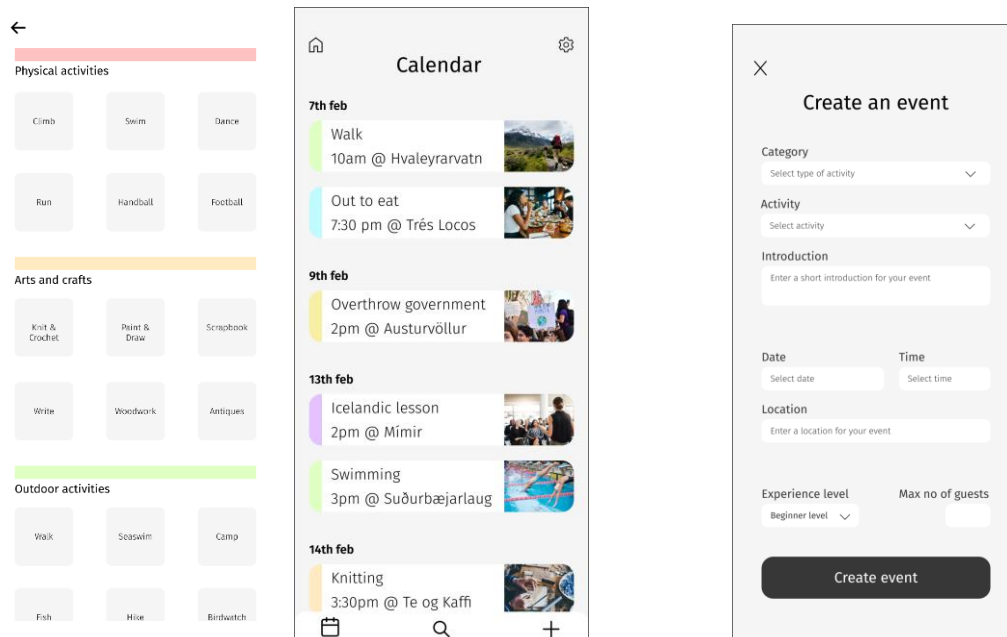 Physical activities
Climb
Swim
Dance
Run
Handball
Football
Arts and crafts
Knit &
Crochet
Paint &
Draw
Scrapbook
Write
Woodwork
Antiques
Outdoor activities
Walk
Seaswim
Camp
Fish
Hike
Birdwatch
Calendar
7th feb
Walk
10am @ Hvaleyrarvatn
Out to eat
7:30 pm @ Trés Locos
9th feb
Overthrow government
2pm @ Austurvöllur
13th feb
Icelandic lesson
2pm @ Mímir
Swimming
3pm @ Suðurbæjarlaug
14th feb
Knitting
3:30pm @ Te og Kaffi
Create an event
Category
Select type of activity
Activity
Select activity
Introduction
Enter a short introduction for your event
Date
Time
Select date
Select time
Location
Enter a location for your event
Experience level
Max no of guests
Beginner level
Create event